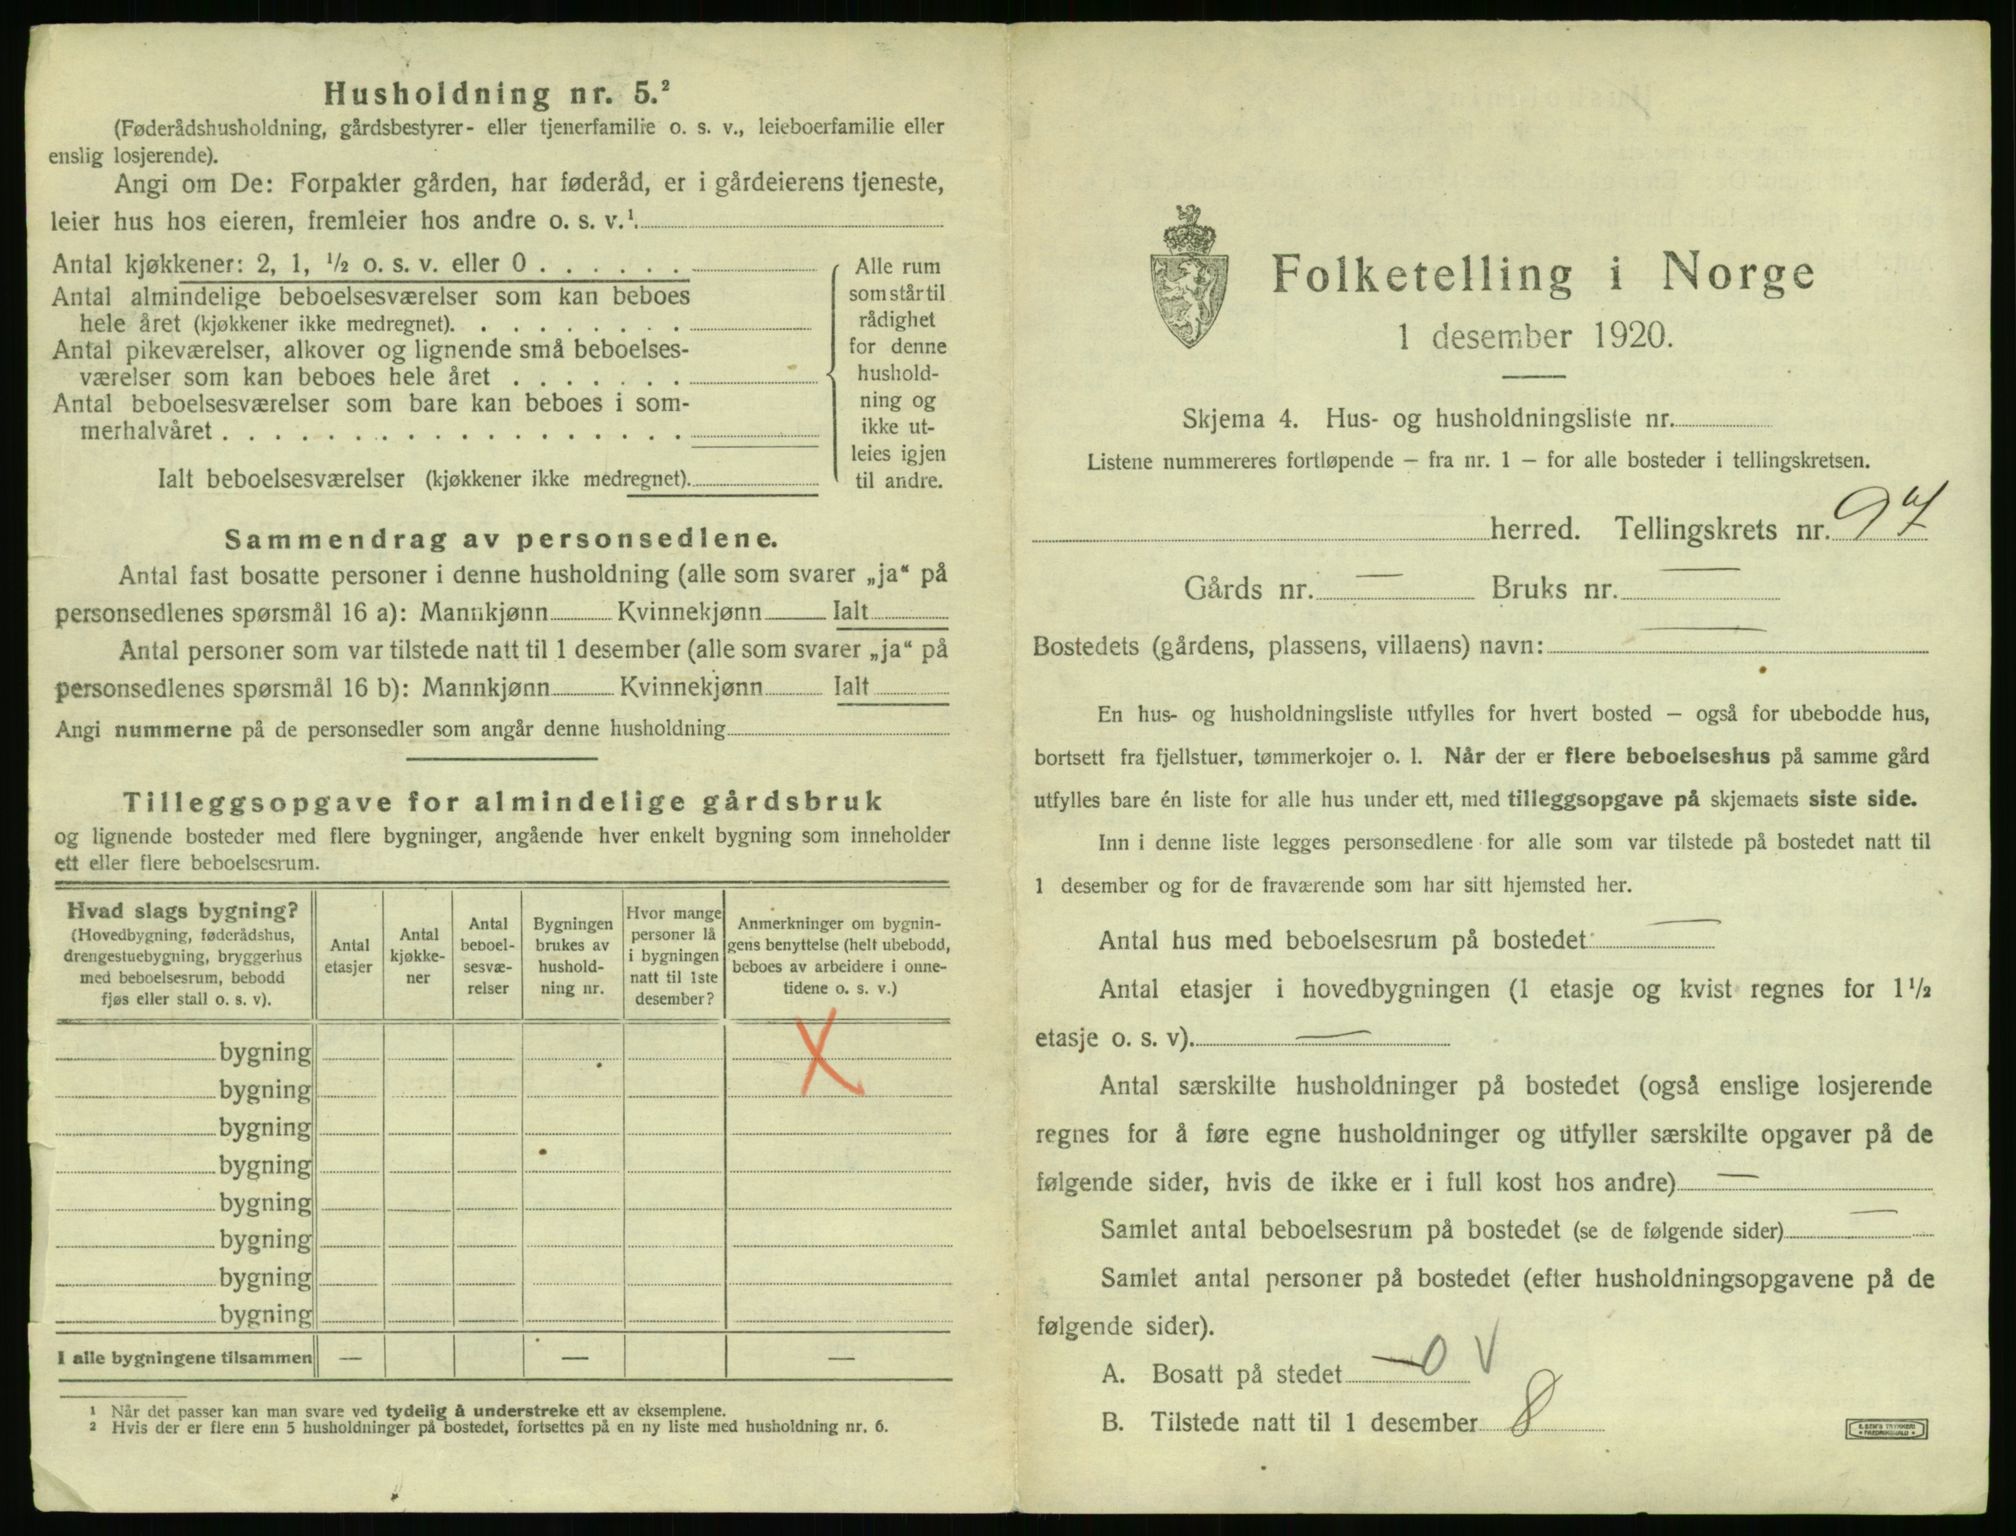 Husholdning nr. 5.²
(Føderådshusholdning, gårdsbestyrer- eller tjenerfamilie o. s. v., leieboerfamilie eller
enslig losjerende).
Angi om De: Forpakter gården, har føderåd, er i gårdeierens tjeneste,
leier hus hos eieren, fremleier hos andre o. s. v.¹.
Antal kjøkkener: 2, 1, ½ o. s. v. eller 0 . . . . . .
Antal almindelige beboelsesværelser som kan beboes
hele året (kjøkkener ikke medregnet). . . . . . . . . .
Antal pikeværelser, alkover og lignende små beboelses-
værelser som kan beboes hele året . . . . . . .
Antal beboelsesværelser som bare kan beboes i som-
merhalvåret . . . . . . . . . . . . . . . . . .
Ialt beboelsesværelser (kjøkkener ikke medregnet).
Alle rum
som står til
rådighet
for denne
hushold-
ning og
ikke ut-
leies igjen
til andre.
Sammendrag av personsedlene.
Antal fast bosatte personer i denne husholdning (alle som svarer „ja“ på
personsedlenes spørsmål 16 a): Mannkjønn Kvinnekjønn Ialt
Antal personer som var tilstede natt til 1 desember (alle som svarer „ja“ på
personsedlenes spørsmål 16 b): Mannkjønn Kvinnekjønn Ialt
Angi nummerne på de personsedler som angår denne husholdning
Tilleggsopgave for almindelige gårdsbruk
og lignende bosteder med flere bygninger, angående hver enkelt bygning som inneholder
ett eller flere beboelsesrum.
Hvad slags bygning?
(Hovedbygning, føderådshus,
drengestuebygning, bryggerhus
med beboelsesrum, bebodd
fjøs eller stall o. s. v).
Antal
etasjer
Antal
kjøkke-
ner
Antal
beboel-
sesvæ-
relser
Bygningen
brukes av
hushold-
ning nr.
Hvor mange
personer lå
i bygningen
natt til 1ste
desember?
Anmerkninger om bygnin-
gens benyttelse (helt ubebodd,
beboes av arbeidere i onne-
tidene o. s. v.)
bygning X
bygning
bygning
bygning
bygning
bygning
bygning
bygning
I alle bygningene tilsammen — — —
¹ Når det passer kan man svare ved tydelig å understreke ett av eksemplene.
² Hvis der er flere enn 5 husholdninger på bostedet, fortsettes på en ny liste med husholdning nr. 6.
Folketelling i Norge
1 desember 1920.
Skjema 4. Hus- og husholdningsliste nr.
Listene nummereres fortløpende — fra nr. 1 — for alle bosteder i tellingskretsen.
herred. Tellingskrets nr. 97
Gårds nr. — Bruks nr. —
Bostedets (gårdens, plassens, villaens) navn: —
En hus- og husholdningsliste utfylles for hvert bosted — også for ubebodde hus,
bortsett fra fjellstuer, tømmerkojer o. l. Når der er flere beboelseshus på samme gård
utfylles bare én liste for alle hus under ett, med tilleggsopgave på skjemaets siste side.
Inn i denne liste legges personsedlene for alle som var tilstede på bostedet natt til
1 desember og for de fraværende som har sitt hjemsted her.
Antal hus med beboelsesrum på bostedet —
Antal etasjer i hovedbygningen (1 etasje og kvist regnes for 1½
etasje o. s. v). —
Antal særskilte husholdninger på bostedet (også enslige losjerende
regnes for å føre egne husholdninger og utfyller særskilte opgaver på de
følgende sider, hvis de ikke er i full kost hos andre) —
Samlet antal beboelsesrum på bostedet (se de følgende sider) —
Samlet antal personer på bostedet (efter husholdningsopgavene på de
følgende sider).
A. Bosatt på stedet — 0 V
B. Tilstede natt til 1 desember 8